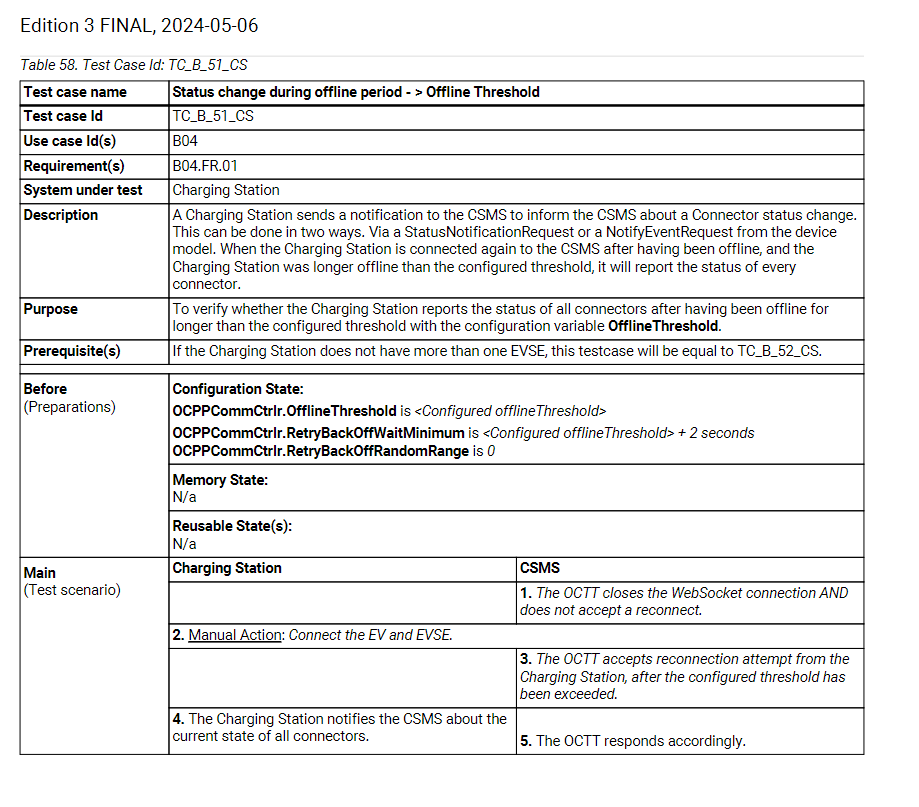 Edition 3 FINAL, 2024-05-06
Table 58. Test Case Id: TC_B_51_CS
Test case name
Status change during offline period - > Offline Threshold
Test case Id
TC_B_51_CS
Use case Id(s)
B04
Requirement(s)
B04.FR.01
System under test
Charging Station
Description
A Charging Station sends a notification to the CSMS to inform the CSMS about a Connector status change.
This can be done in two ways. Via a StatusNotificationRequest or a NotifyEventRequest from the device
model. When the Charging Station is connected again to the CSMS after having been offline, and the
Charging Station was longer offline than the configured threshold, it will report the status of every
connector.
Purpose
To verify whether the Charging Station reports the status of all connectors after having been offline for
longer than the configured threshold with the configuration variable OfflineThreshold.
Prerequisite(s)
If the Charging Station does not have more than one EVSE, this testcase will be equal to TC_B_52_CS.
Before
(Preparations)
Configuration State:
OCPPCommCtrlr.OfflineThreshold is <Configured offlineThreshold>
OCPPCommCtrlr.RetryBackOffWaitMinimum is <Configured offlineThreshold> + 2 seconds
OCPPCommCtrlr.RetryBackOffRandomRange is 0
Memory State:
N/a
Reusable State(s):
N/a
Main
(Test scenario)
Charging Station
CSMS
1. The OCTT closes the WebSocket connection AND
does not accept a reconnect.
2. Manual Action: Connect the EV and EVSE.
3. The OCTT accepts reconnection attempt from the
Charging Station, after the configured threshold has
been exceeded.
4. The Charging Station notifies the CSMS about the
current state of all connectors.
5. The OCTT responds accordingly.